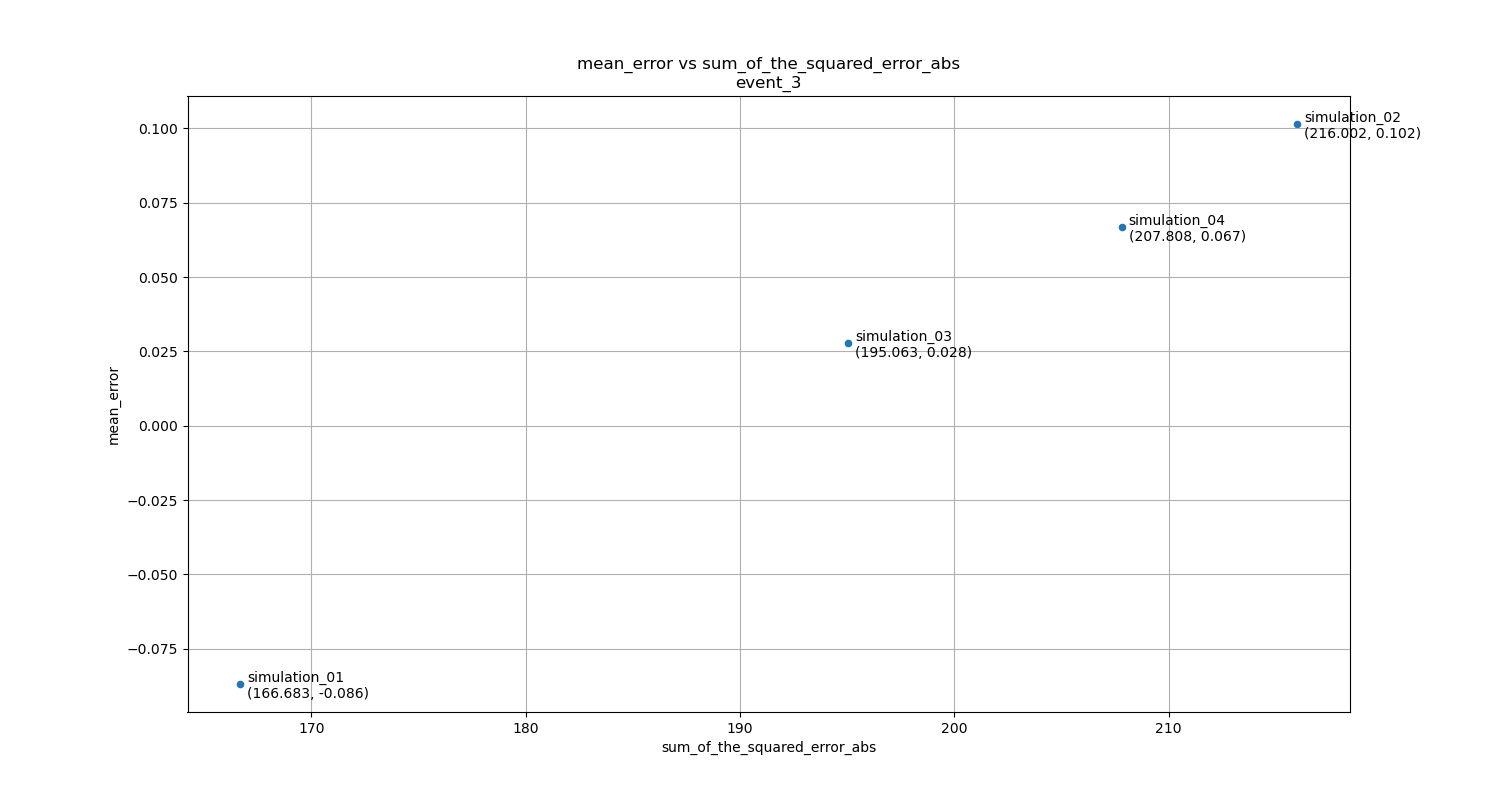 mean_error vs sum_of_the_squared_error_abs
event_3
0.100
0.075
0.050
0.025
0.000
−0.025
−0.050
−0.075
mean_error
simulation_02
(216.002, 0.102)
simulation_04
(207.808, 0.067)
simulation_03
(195.063, 0.028)
simulation_01
(166.683, -0.086)
170 180 190 200 210
sum_of_the_squared_error_abs